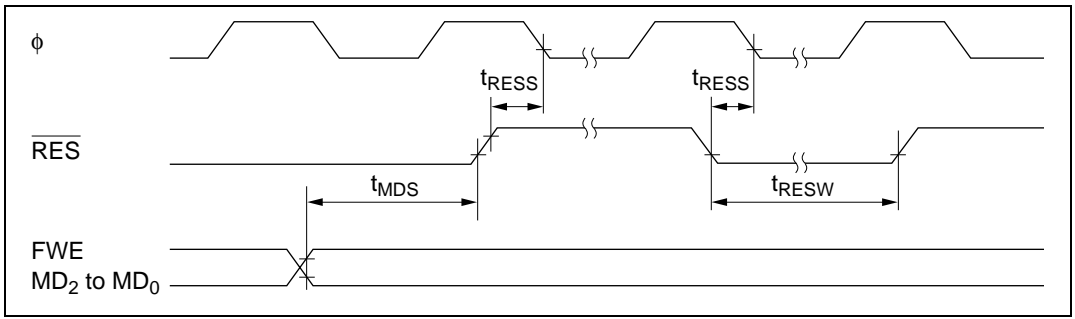 ϕ
tRESS tRESS
RES
tMDS tRESW
FWE
MD2 to MD0